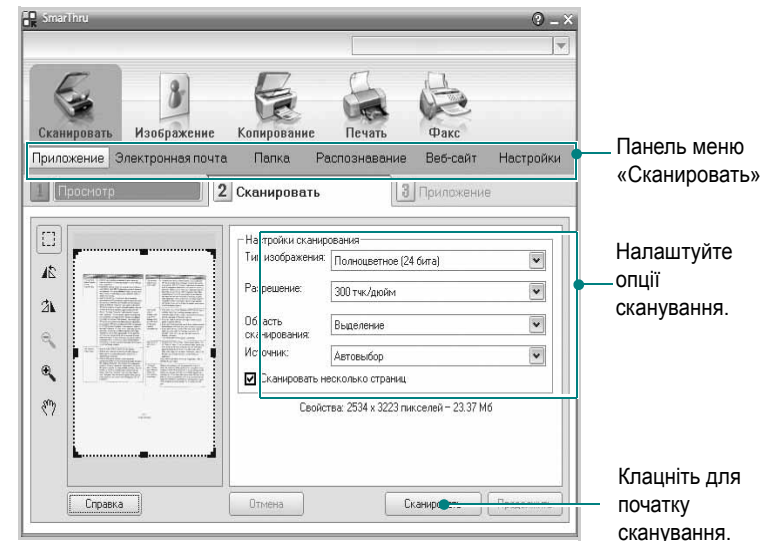 SmarThru
Сканировать Изображение Копирование Печать Факс
Приложение Электронная почта Папка Распознавание Веб-сайт Настройки
Панель меню
«Сканировать»
1 Просмотр 2 Сканировать 3 Приложение
Настройки сканирования
Тип изображения: Полноцветное (24 бита)
Разрешение: 300 тчк./дюйм
Область
сканирования: Выделение
Источник: Автовыбор
Сканировать несколько страниц
Свойства: 2534 x 3223 пикселей – 23.37 Мб
Налаштуйте
опції
сканування.
Справка Отмена Сканировать Продолжить
Клацніть для
початку
сканування.